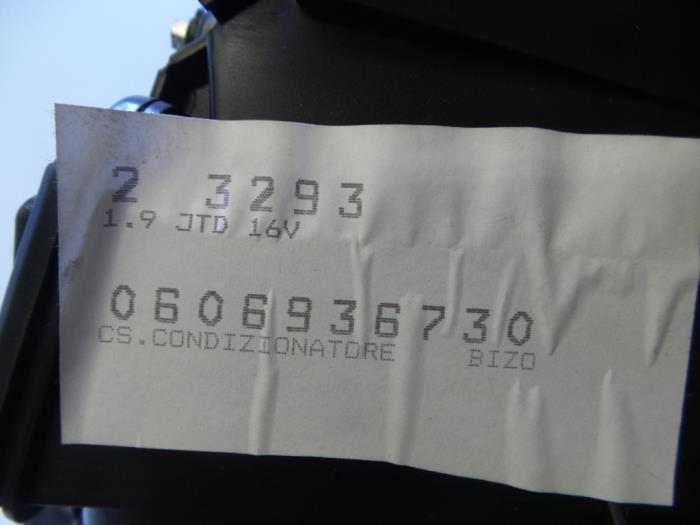 2 3293
1.9 JTD 16V
0606936730
CS.CONDIZIONATORE BIZO